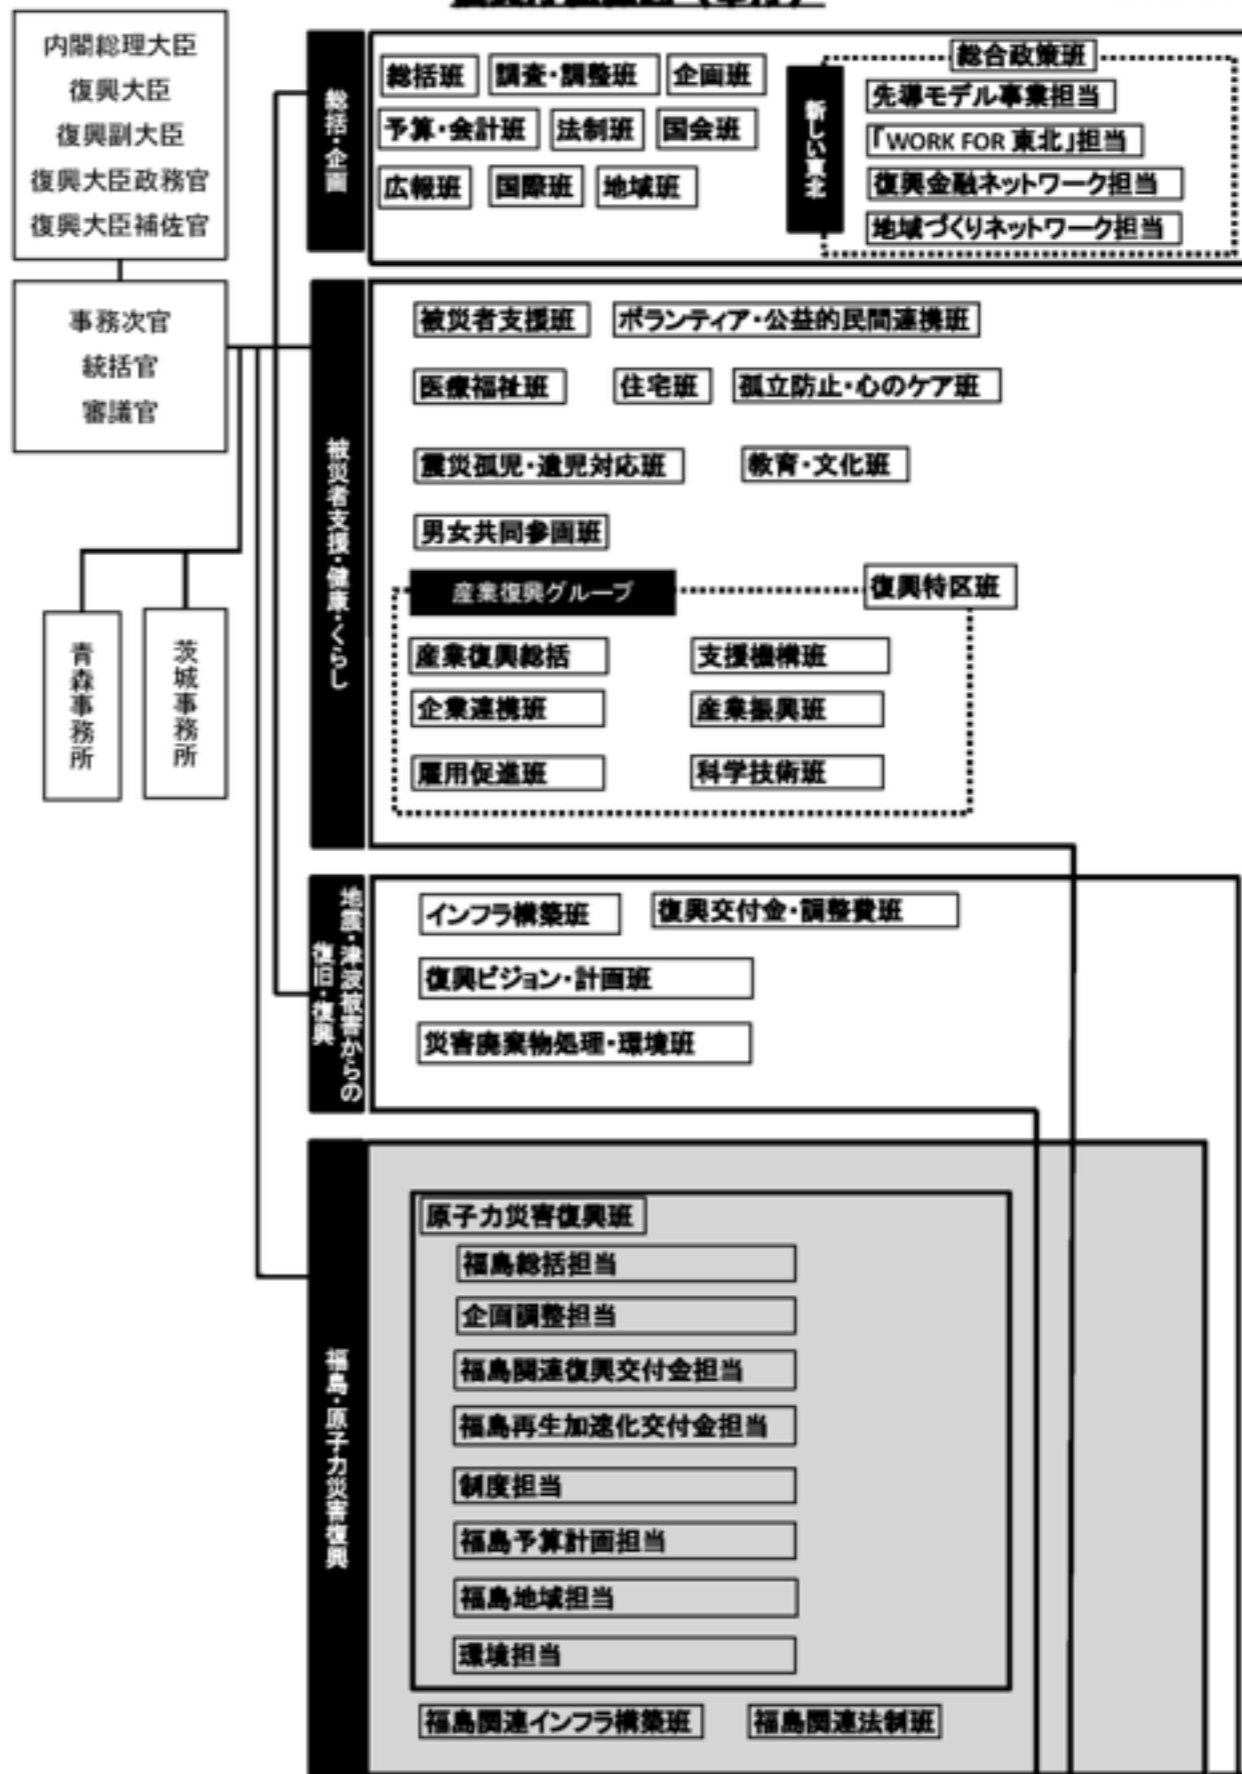 内閣総理大臣
復興大臣
復興副大臣
復興大臣政務官
復興大臣補佐官
事務次官
統括官
審議官
青森事務所
茨城事務所
総括・企画
総括班
調査・調整班
企画班
予算・会計班
法制班
国会班
広報班
国際班
地域班
新しい東北
総合政策班
先導モデル事業担当
「WORK FOR 東北」担当
復興金融ネットワーク担当
地域づくりネットワーク担当
被災者支援・健康・くらし
被災者支援班
ボランティア・公益的民間連携班
医療福祉班
住宅班
孤立防止・心のケア班
震災孤児・遺児対応班
教育・文化班
男女共同参画班
産業復興グループ
復興特区班
産業復興総括
支援機構班
企業連携班
産業振興班
雇用促進班
科学技術班
地震・津波被害からの
復旧・復興
インフラ構築班
復興交付金・調整費班
復興ビジョン・計画班
災害廃棄物処理・環境班
福島・原子力災害復興
原子力災害復興班
福島総括担当
企画調整担当
福島関連復興交付金担当
福島再生加速化交付金担当
制度担当
福島予算計画担当
福島地域担当
環境担当
福島関連インフラ構築班
福島関連法制班